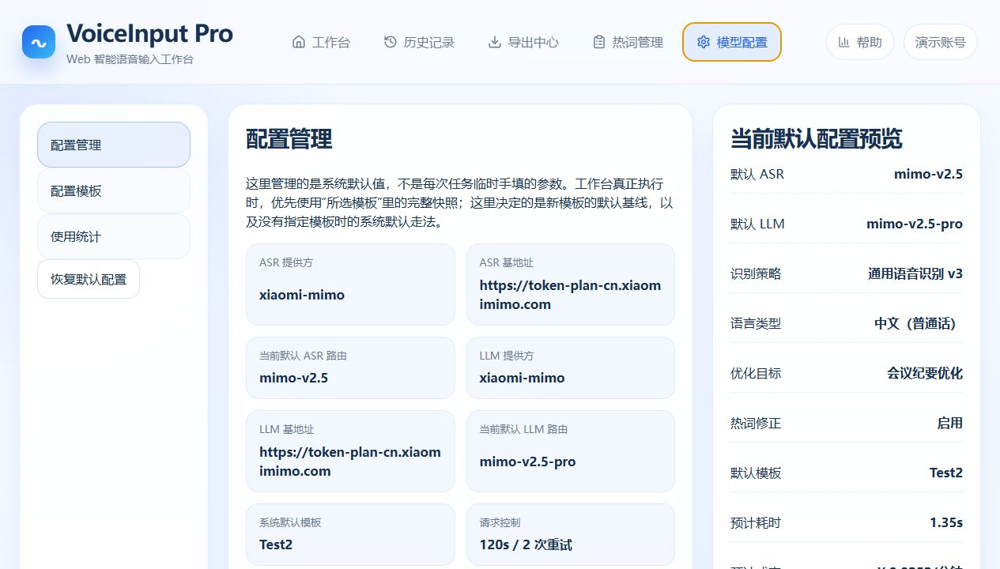 VoiceInput Pro
Web 智能语音输入工作台
工作台
历史记录
导出中心
热词管理
模型配置
帮助
演示账号
配置管理
配置模板
使用统计
恢复默认配置
配置管理
这里管理的是系统默认值，不是每次任务临时手填的参数。工作台真正执行
时，优先使用“所选模板”里的完整快照；这里决定的是新模板的默认基线，以
及没有指定模板时的系统默认走法。
ASR 提供方
xiaomi-mimo
ASR 基地址
https://token-plan-cn.xiaom
imimo.com
当前默认 ASR 路由
mimo-v2.5
LLM 提供方
xiaomi-mimo
LLM 基地址
https://token-plan-cn.xiaom
imimo.com
当前默认 LLM 路由
mimo-v2.5-pro
系统默认模板
Test2
请求控制
120s / 2 次重试
当前默认配置预览
默认 ASR mimo-v2.5
默认 LLM mimo-v2.5-pro
识别策略 通用语音识别 v3
语言类型 中文（普通话）
优化目标 会议纪要优化
热词修正 启用
默认模板 Test2
预计耗时 1.35s